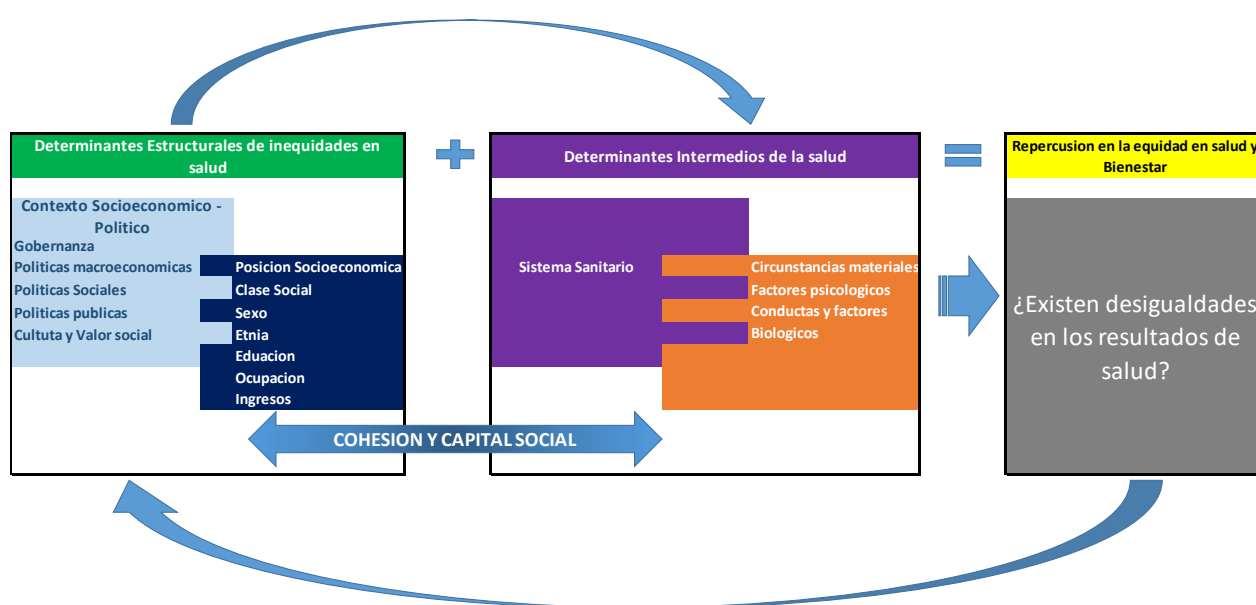 Determinantes Estructurales de inequidades en
salud
Contexto Socioeconomico -
Politico
Gobernanza
Politicas macroeconomicas
Politicas Sociales
Politicas publicas
Cultuta y Valor social
Posicion Socioeconomica
Clase Social
Sexo
Etnia
Eduacion
Ocupacion
Ingresos
COHESION Y CAPITAL SOCIAL
Determinantes Intermedios de la salud
Sistema Sanitario
Circunstancias materiales
Factores psicologicos
Conductas y factores
Biologicos
Repercusion en la equidad en salud y
Bienestar
¿Existen desigualdades
en los resultados de
salud?